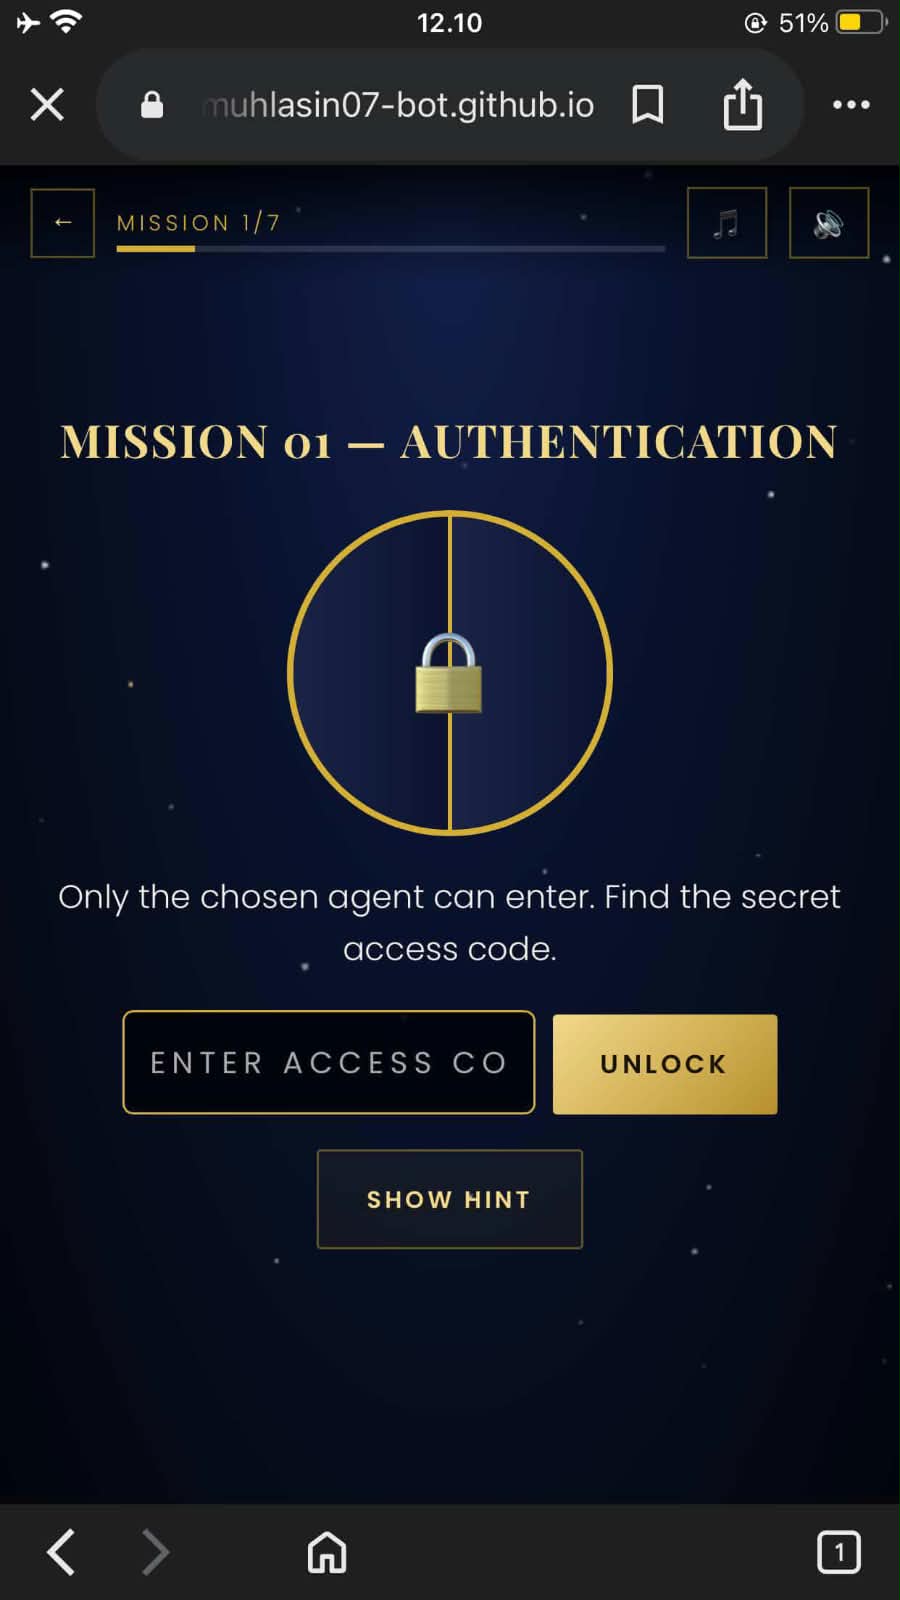 12.10
51%
muhlasin07-bot.github.io
MISSION 1/7
MISSION 01 — AUTHENTICATION
Only the chosen agent can enter. Find the secret
access code.
ENTER ACCESS CO
UNLOCK
SHOW HINT
1